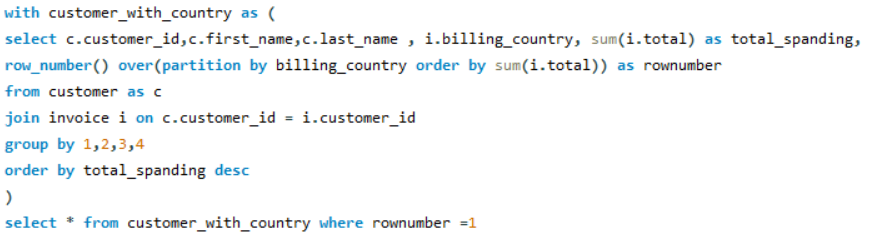 with customer_with_country as (
select c.customer_id,c.first_name,c.last_name , i.billing_country, sum(i.total) as total_spanding,
row_number() over(partition by billing_country order by sum(i.total)) as rownumber
from customer as c
join invoice i on c.customer_id = i.customer_id
group by 1,2,3,4
order by total_spanding desc
)
select * from customer_with_country where rownumber =1